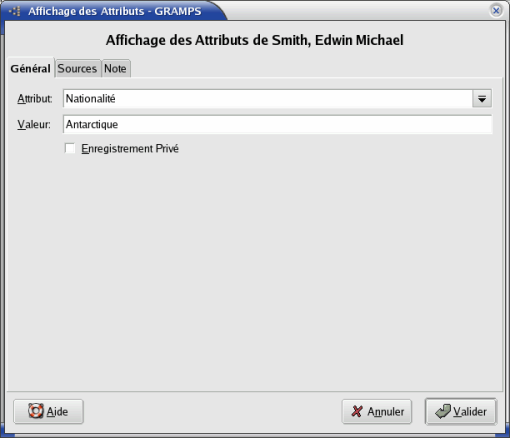 Affichage des Attributs - GRAMPS
Affichage des Attributs de Smith, Edwin Michael
Général Sources Note
Attribut: Nationalité
Valeur: Antarctique
Enregistrement Privé
Aide Annuler Valider